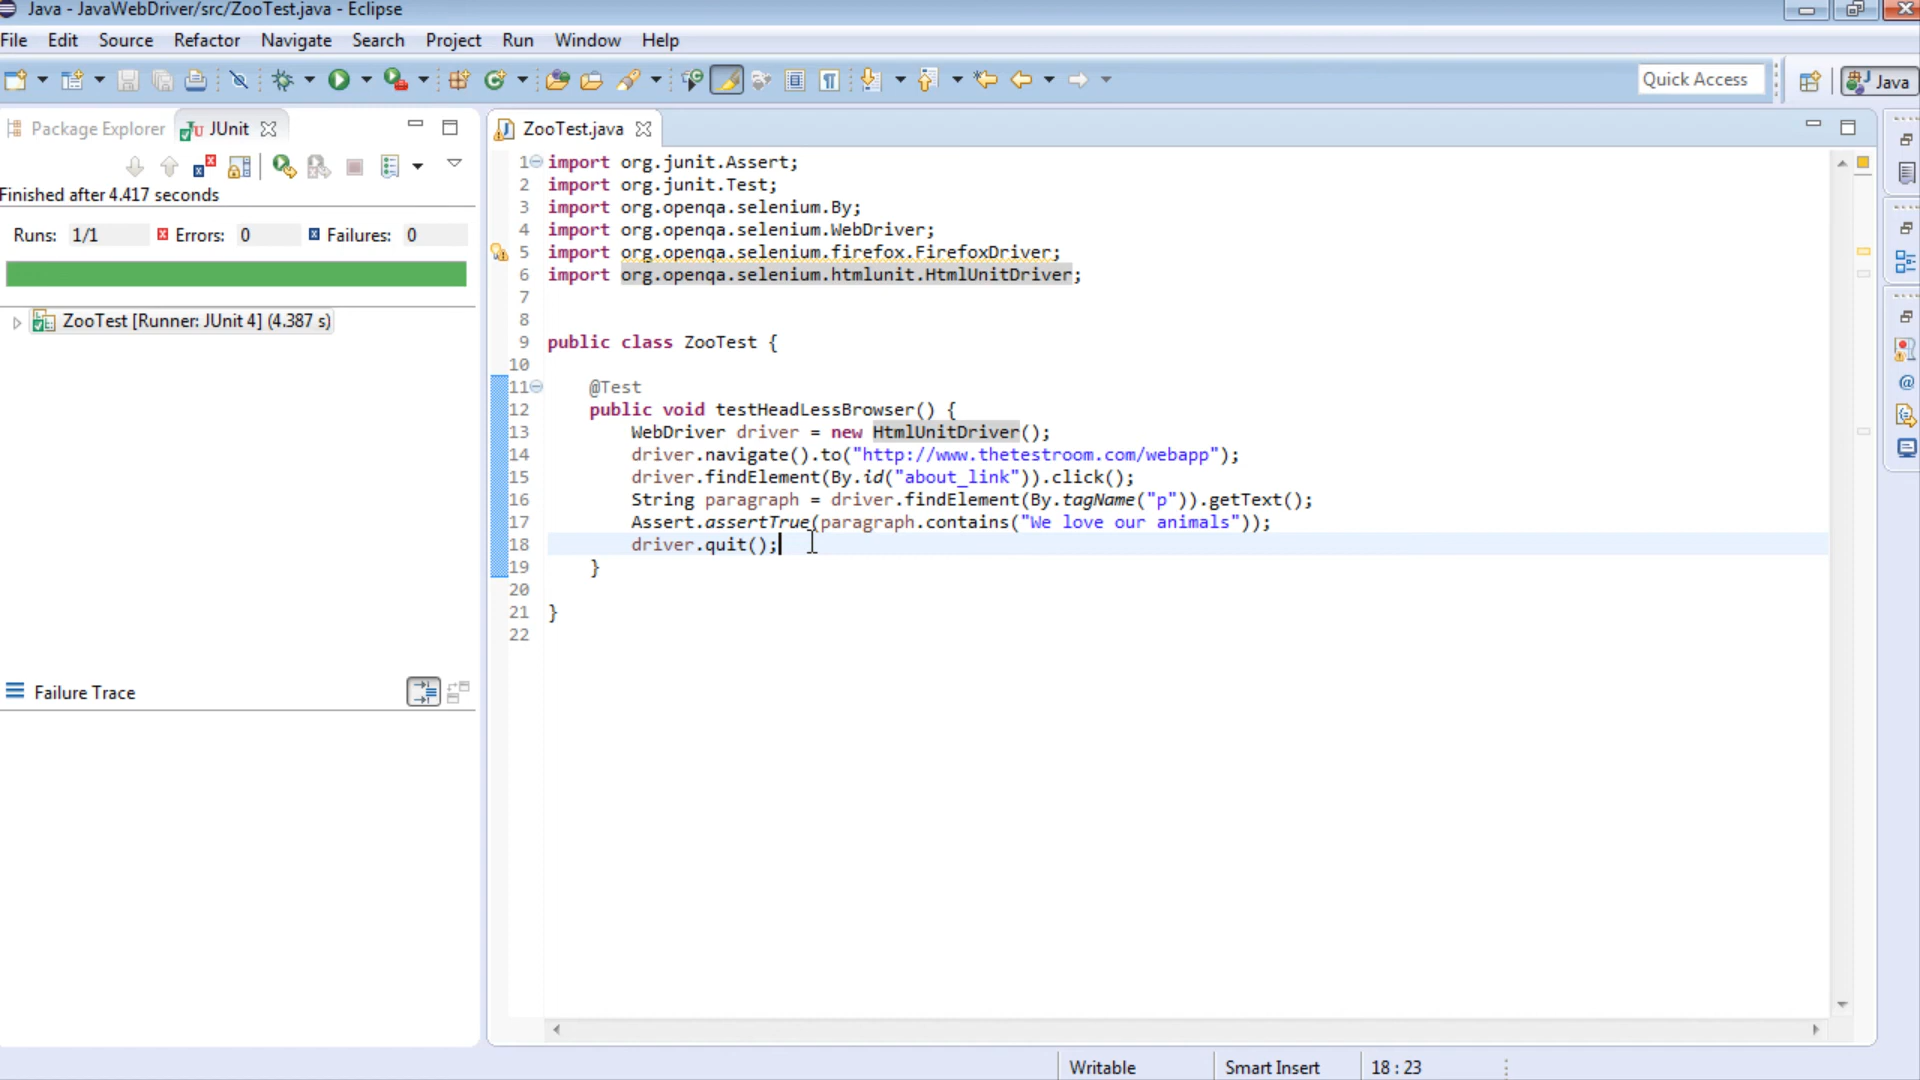 Java - JavaWebDriver/src/ZooTest.java - Eclipse
File Edit Source Refactor Navigate Search Project Run Window Help
Quick Access
Java
Package Explorer
JUnit
ZooTest.java
Finished after 4.417 seconds
Runs: 1/1 Errors: 0 Failures: 0
ZooTest [Runner: JUnit 4] (4.387 s)
Failure Trace
1 import org.junit.Assert;
2 import org.junit.Test;
3 import org.openqa.selenium.By;
4 import org.openqa.selenium.WebDriver;
5 import org.openqa.selenium.firefox.FirefoxDriver;
6 import org.openqa.selenium.htmlunit.HtmlUnitDriver;
7
8
9 public class ZooTest {
10
11 @Test
12 public void testHeadLessBrowser() {
13 WebDriver driver = new HtmlUnitDriver();
14 driver.navigate().to("http://www.thetestroom.com/webapp");
15 driver.findElement(By.id("about_link")).click();
16 String paragraph = driver.findElement(By.tagName("p")).getText();
17 Assert.assertTrue(paragraph.contains("We love our animals"));
18 driver.quit();
19 }
20
21 }
22
Writable
Smart Insert
18 : 23